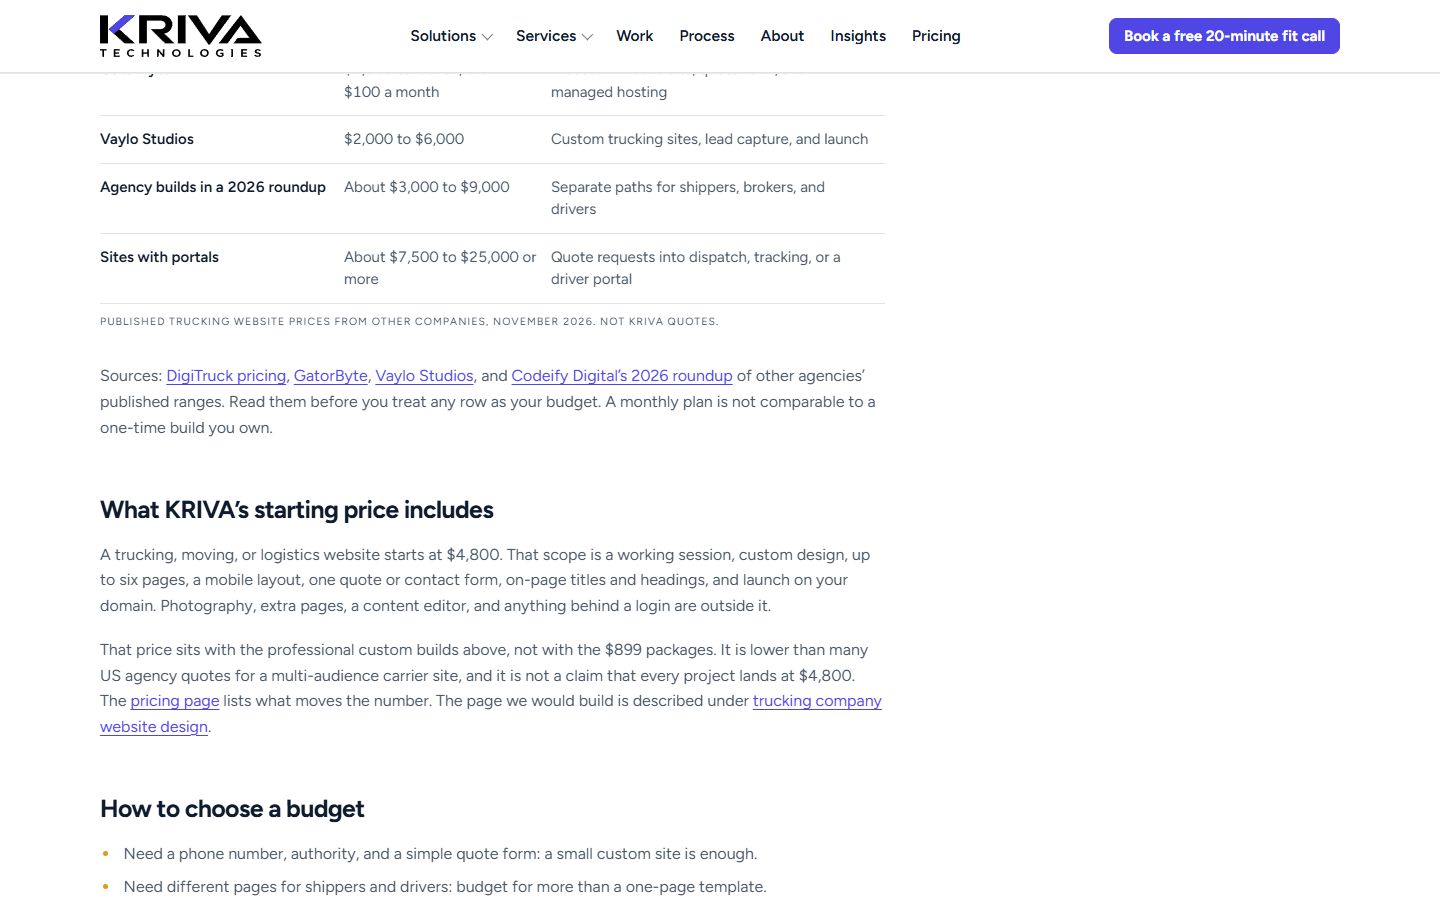 KRIVA
TECHNOLOGIES
Solutions
Services
Work
Process
About
Insights
Pricing
Book a free 20-minute fit call
$100 a month
managed hosting
Vaylo Studios
$2,000 to $6,000
Custom trucking sites, lead capture, and launch
Agency builds in a 2026 roundup
About $3,000 to $9,000
Separate paths for shippers, brokers, and
drivers
Sites with portals
About $7,500 to $25,000 or
more
Quote requests into dispatch, tracking, or a
driver portal
PUBLISHED TRUCKING WEBSITE PRICES FROM OTHER COMPANIES, NOVEMBER 2026. NOT KRIVA QUOTES.
Sources: DigiTruck pricing, GatorByte, Vaylo Studios, and Codeify Digital’s 2026 roundup of other agencies’
published ranges. Read them before you treat any row as your budget. A monthly plan is not comparable to a
one-time build you own.
What KRIVA’s starting price includes
A trucking, moving, or logistics website starts at $4,800. That scope is a working session, custom design, up
to six pages, a mobile layout, one quote or contact form, on-page titles and headings, and launch on your
domain. Photography, extra pages, a content editor, and anything behind a login are outside it.
That price sits with the professional custom builds above, not with the $899 packages. It is lower than many
US agency quotes for a multi-audience carrier site, and it is not a claim that every project lands at $4,800.
The pricing page lists what moves the number. The page we would build is described under trucking company
website design.
How to choose a budget
Need a phone number, authority, and a simple quote form: a small custom site is enough.
Need different pages for shippers and drivers: budget for more than a one-page template.